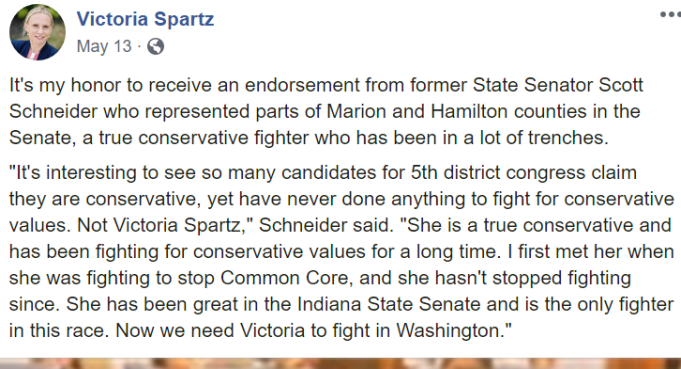 Victoria Spartz
May 13 ·
It's my honor to receive an endorsement from former State Senator Scott
Schneider who represented parts of Marion and Hamilton counties in the
Senate, a true conservative fighter who has been in a lot of trenches.
"It's interesting to see so many candidates for 5th district congress claim
they are conservative, yet have never done anything to fight for conservative
values. Not Victoria Spartz," Schneider said. "She is a true conservative and
has been fighting for conservative values for a long time. I first met her when
she was fighting to stop Common Core, and she hasn't stopped fighting
since. She has been great in the Indiana State Senate and is the only fighter
in this race. Now we need Victoria to fight in Washington."